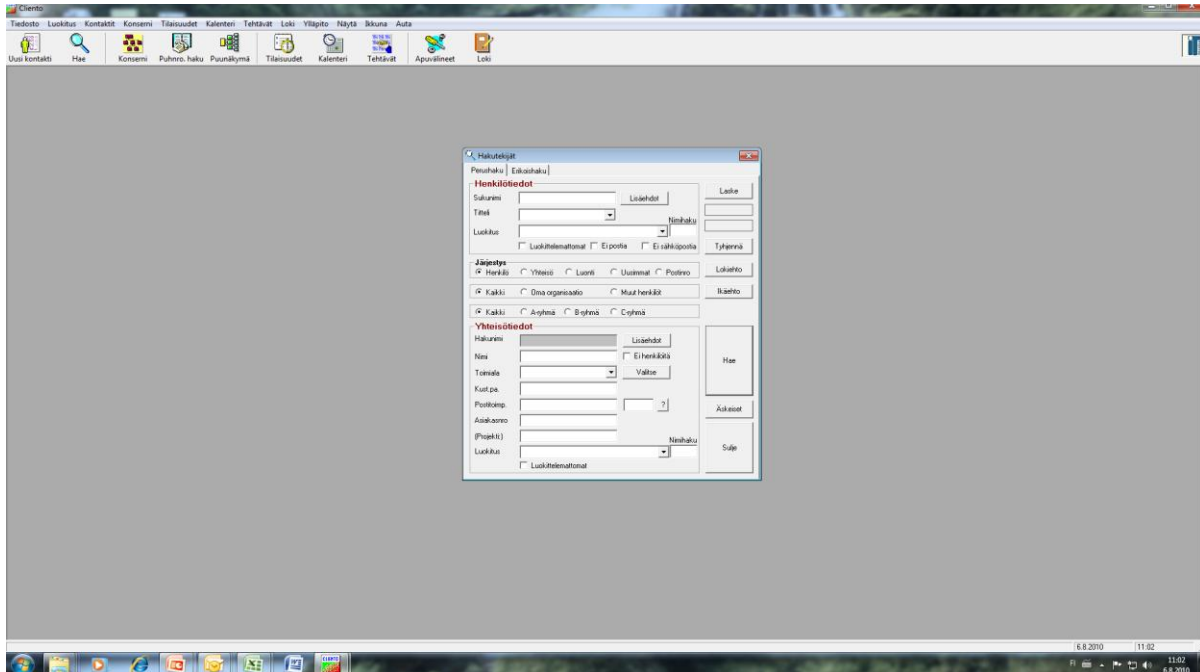 Cliento
Tiedosto Luokitus Kontaktit Konserni Tilaisuudet Kalenteri Tehtävät Loki Ylläpito Näytä Ikkuna Auta
Uusi kontakti Hae Konserni Puhnro. haku Puunäkymä Tilaisuudet Kalenteri Tehtävät Apuvälineet Loki
Hakutekijät
Perushaku Erikoishaku
Henkilötiedot
Sukunimi Lisäehdot Laske
Titteli
Nimihaku
Luokitus
Luokittelemattomat Ei postia Ei sähköpostia Tyhjennä
Järjestys
Henkilö Yhteisö Luonti Uusimmat Postinro Lokiehto
Kaikki Oma organisaatio Muut henkilöt Ikäehto
Kaikki A-ryhmä B-ryhmä C-ryhmä
Yhteisötiedot
Hakunimi Lisäehdot
Nimi Ei henkilöitä Hae
Toimiala Valitse
Kust.pa.
Postitoimp. ? Äskeiset
Asiakasnro
(Projekti:)
Nimihaku
Luokitus Sulje
Luokittelemattomat
6.8.2010 11:02
CLIENTO
FI 11:02
6.8.2010